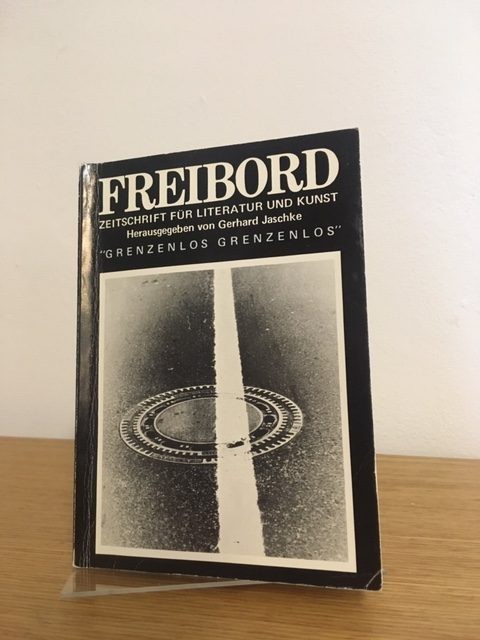 FREIBORD
ZEITSCHRIFT FÜR LITERATUR UND KUNST
Herausgegeben von Gerhard Jaschke
"GRENZENLOS GRENZENLOS"